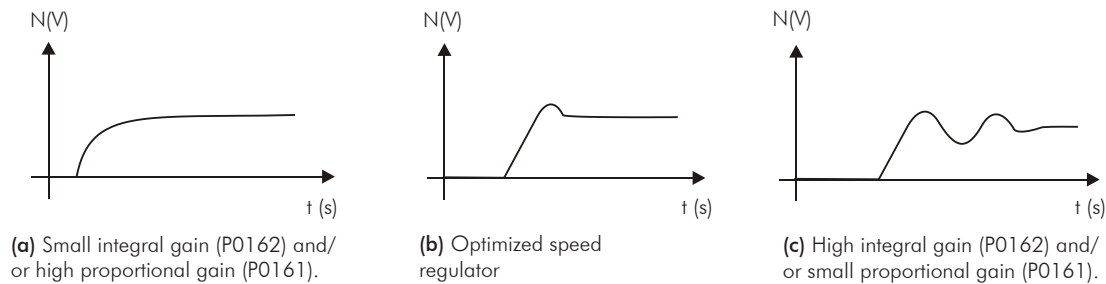 N(V)
t (s)
(a) Small integral gain (P0162) and/
or high proportional gain (P0161).
N(V)
t (s)
(b) Optimized speed
regulator
N(V)
t (s)
(c) High integral gain (P0162) and/
or small proportional gain (P0161).